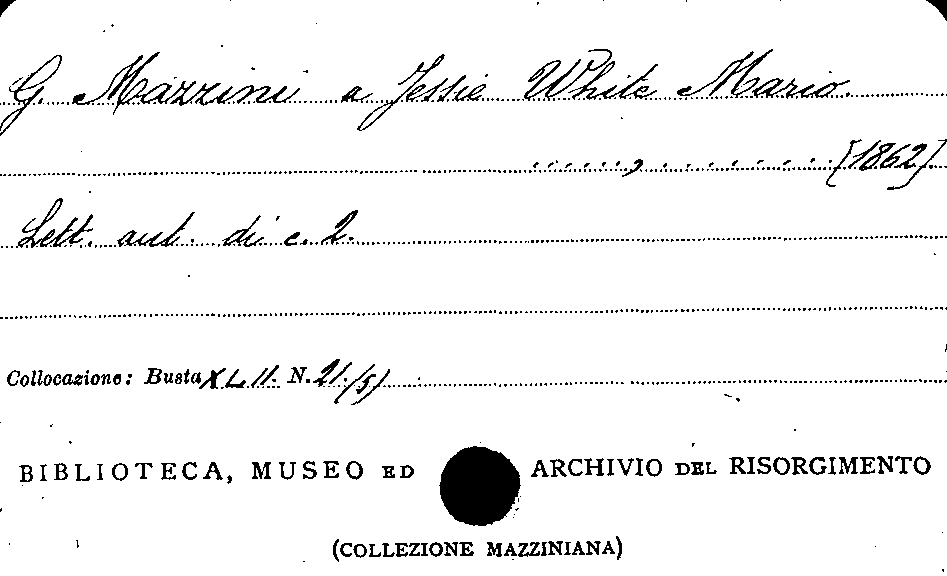 G. Mazzini a Jessie White Mario.
......, . . . . . . . . . [1862].
Lett. aut. di c. 2.
Collocazione: Busta XLII. N. 21./(5)
BIBLIOTECA, MUSEO ED ARCHIVIO DEL RISORGIMENTO
(COLLEZIONE MAZZINIANA)